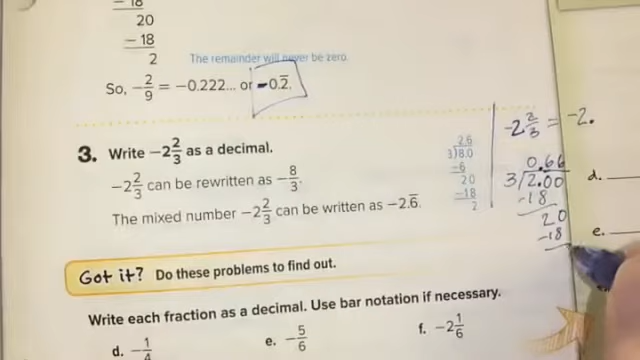 − 18
20
− 18
2
The remainder will never be zero.
So, −2/9 = −0.222... or −0.2̅.
3. Write −2 2/3 as a decimal.
−2 2/3 can be rewritten as −8/3.
The mixed number −2 2/3 can be written as −2.6̅.
2.6
3)8.0
−6
20
−18
2
-2 2/3 = -2.
0.66
3)2.00
-18
20
-18
d.
e.
Got it? Do these problems to find out.
Write each fraction as a decimal. Use bar notation if necessary.
d. −1/4
e. −5/6
f. −2 1/6